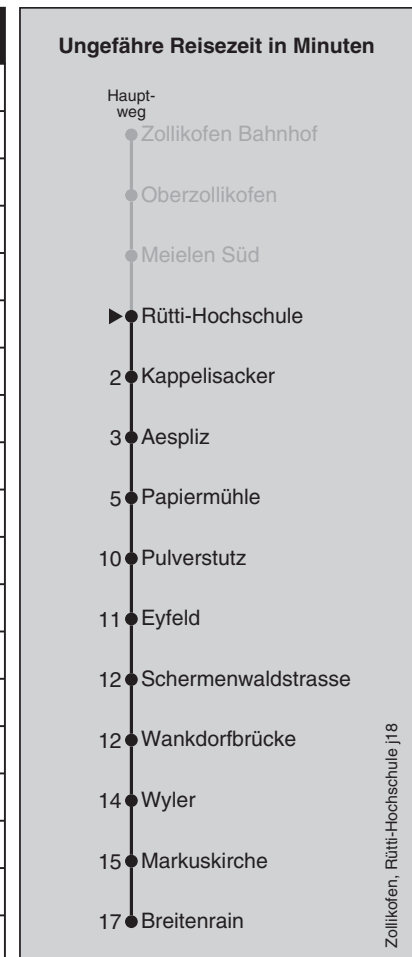 Ungefähre Reisezeit in Minuten
Haupt-
weg
Zollikofen Bahnhof
Oberzollikofen
Meielen Süd
Rütti-Hochschule
2 Kappelisacker
3 Aespliz
5 Papiermühle
10 Pulverstutz
11 Eyfeld
12 Schermenwaldstrasse
12 Wankdorfbrücke
14 Wyler
15 Markuskirche
17 Breitenrain
Zollikofen, Rütti-Hochschule j18